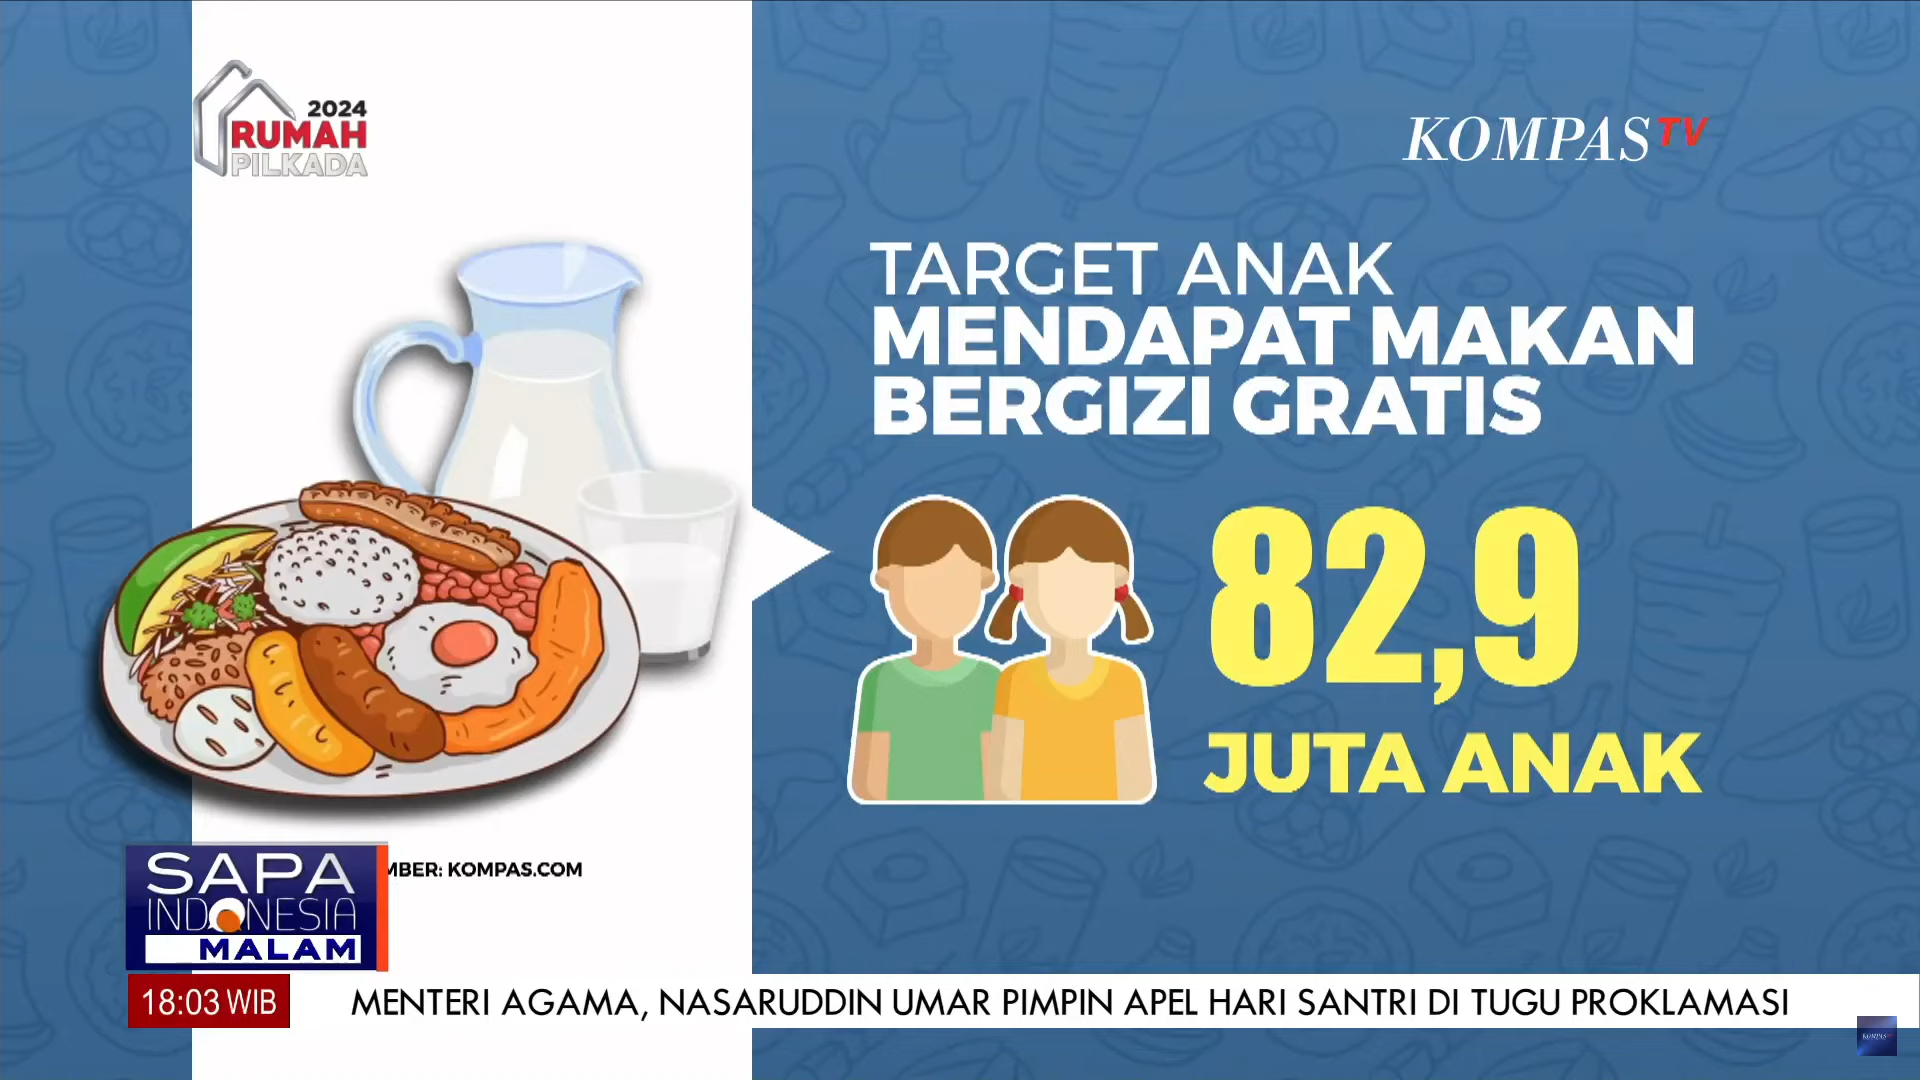 2024
RUMAH
PILKADA
KOMPAS TV
TARGET ANAK
MENDAPAT MAKAN
BERGIZI GRATIS
82,9
JUTA ANAK
MBER: KOMPAS.COM
SAPA
INDONESIA
MALAM
18:03 WIB
MENTERI AGAMA, NASARUDDIN UMAR PIMPIN APEL HARI SANTRI DI TUGU PROKLAMASI
KOMPAS